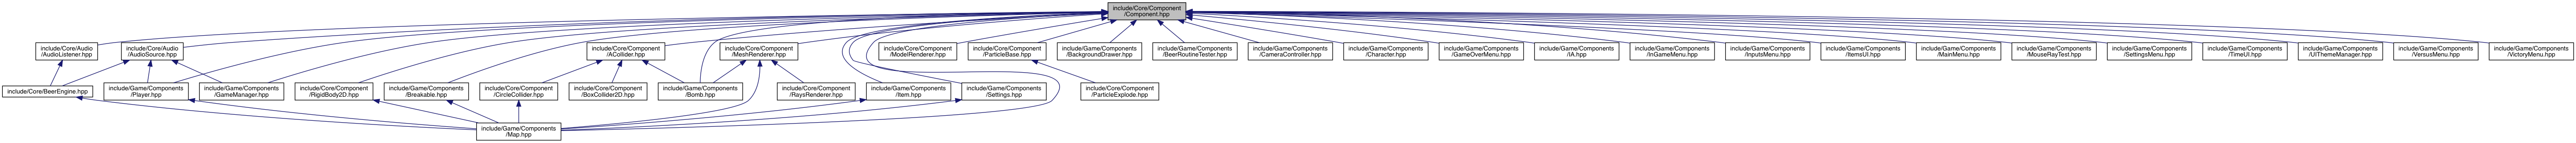 include/Core/Component
/Component.hpp
include/Core/Audio
/AudioListener.hpp
include/Core/Audio
/AudioSource.hpp
include/Core/Component
/ACollider.hpp
include/Core/Component
/MeshRenderer.hpp
include/Core/Component
/ModelRenderer.hpp
include/Core/Component
/ParticleBase.hpp
include/Game/Components
/BackgroundDrawer.hpp
include/Game/Components
/BeerRoutineTester.hpp
include/Game/Components
/CameraController.hpp
include/Game/Components
/Character.hpp
include/Game/Components
/GameOverMenu.hpp
include/Game/Components
/IA.hpp
include/Game/Components
/InGameMenu.hpp
include/Game/Components
/InputsMenu.hpp
include/Game/Components
/ItemsUI.hpp
include/Game/Components
/MainMenu.hpp
include/Game/Components
/MouseRayTest.hpp
include/Game/Components
/SettingsMenu.hpp
include/Game/Components
/TimeUI.hpp
include/Game/Components
/UIThemeManager.hpp
include/Game/Components
/VersusMenu.hpp
include/Game/Components
/VictoryMenu.hpp
include/Core/BeerEngine.hpp
include/Game/Components
/Player.hpp
include/Game/Components
/GameManager.hpp
include/Core/Component
/RigidBody2D.hpp
include/Game/Components
/Breakable.hpp
include/Core/Component
/CircleCollider.hpp
include/Core/Component
/BoxCollider2D.hpp
include/Game/Components
/Bomb.hpp
include/Core/Component
/RaysRenderer.hpp
include/Game/Components
/Item.hpp
include/Game/Components
/Settings.hpp
include/Core/Component
/ParticleExplode.hpp
include/Game/Components
/Map.hpp